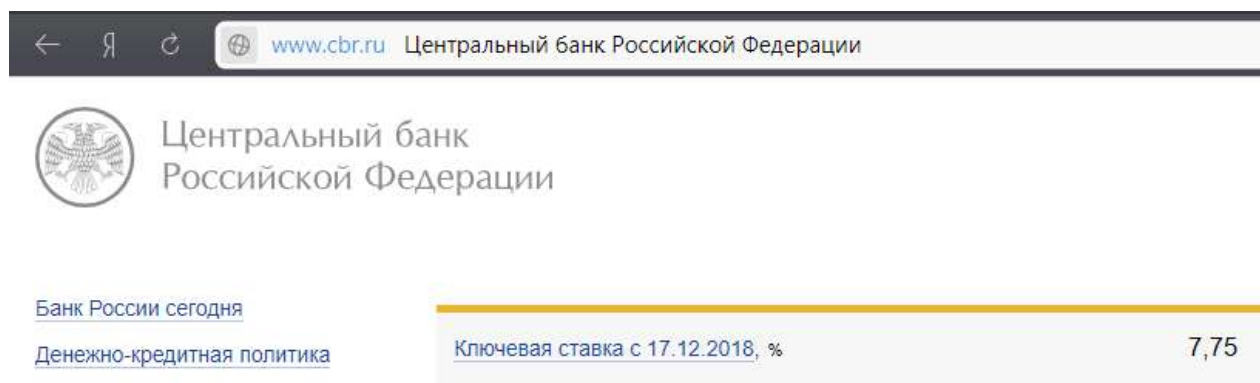 Я www.cbr.ru Центральный банк Российской Федерации
Центральный банк
Российской Федерации
Банк России сегодня
Денежно-кредитная политика
Ключевая ставка с 17.12.2018, % 7,75